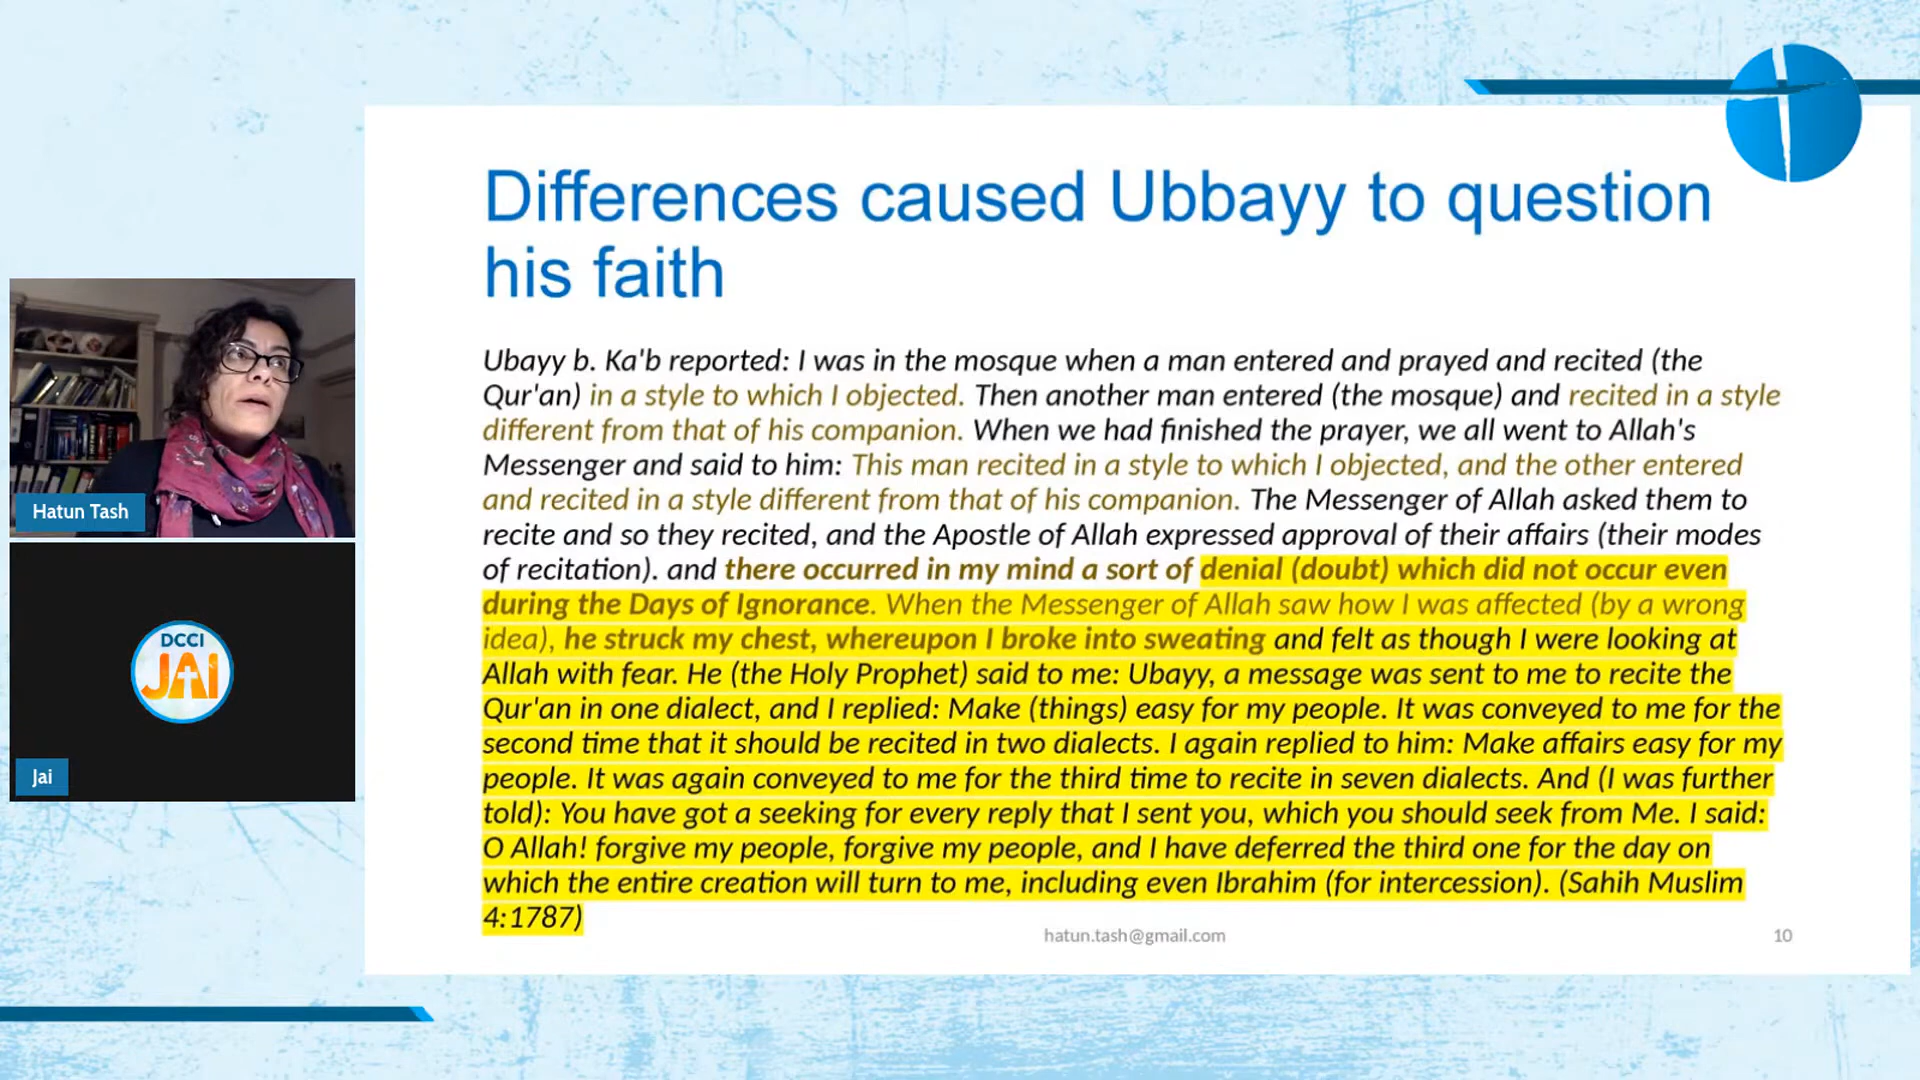 Differences caused Ubbayy to question
his faith
Ubayy b. Ka'b reported: I was in the mosque when a man entered and prayed and recited (the
Qur'an) in a style to which I objected. Then another man entered (the mosque) and recited in a style
different from that of his companion. When we had finished the prayer, we all went to Allah's
Messenger and said to him: This man recited in a style to which I objected, and the other entered
and recited in a style different from that of his companion. The Messenger of Allah asked them to
recite and so they recited, and the Apostle of Allah expressed approval of their affairs (their modes
of recitation). and there occurred in my mind a sort of denial (doubt) which did not occur even
during the Days of Ignorance. When the Messenger of Allah saw how I was affected (by a wrong
idea), he struck my chest, whereupon I broke into sweating and felt as though I were looking at
Allah with fear. He (the Holy Prophet) said to me: Ubayy, a message was sent to me to recite the
Qur'an in one dialect, and I replied: Make (things) easy for my people. It was conveyed to me for the
second time that it should be recited in two dialects. I again replied to him: Make affairs easy for my
people. It was again conveyed to me for the third time to recite in seven dialects. And (I was further
told): You have got a seeking for every reply that I sent you, which you should seek from Me. I said:
O Allah! forgive my people, forgive my people, and I have deferred the third one for the day on
which the entire creation will turn to me, including even Ibrahim (for intercession). (Sahih Muslim
4:1787)
hatun.tash@gmail.com
10
Hatun Tash
DCCI
JAI
Jai